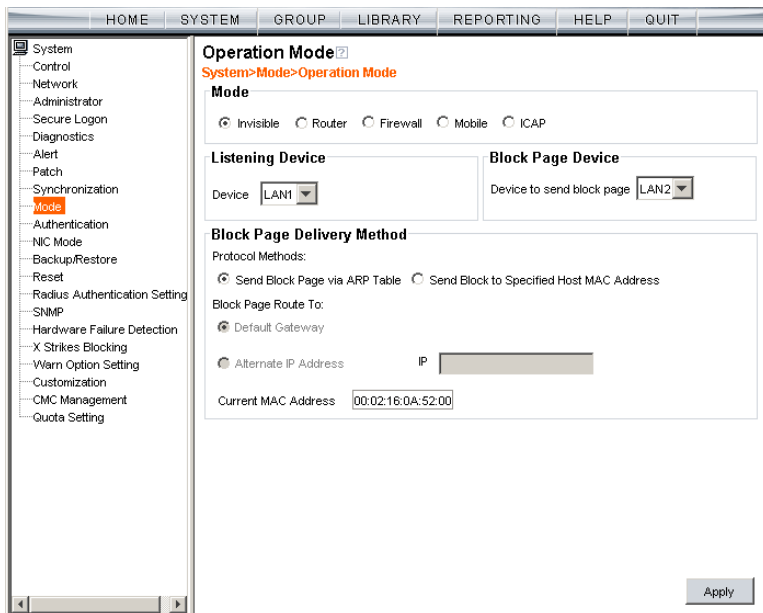 HOME SYSTEM GROUP LIBRARY REPORTING HELP QUIT
System
Control
Network
Administrator
Secure Logon
Diagnostics
Alert
Patch
Synchronization
Mode
Authentication
NIC Mode
Backup/Restore
Reset
Radius Authentication Setting
SNMP
Hardware Failure Detection
X Strikes Blocking
Warn Option Setting
Customization
CMC Management
Quota Setting
Operation Mode ?
System>Mode>Operation Mode
Mode
Invisible Router Firewall Mobile ICAP
Listening Device
Device LAN1
Block Page Device
Device to send block page LAN2
Block Page Delivery Method
Protocol Methods:
Send Block Page via ARP Table Send Block to Specified Host MAC Address
Block Page Route To:
Default Gateway
Alternate IP Address IP
Current MAC Address 00:02:16:0A:52:00
Apply